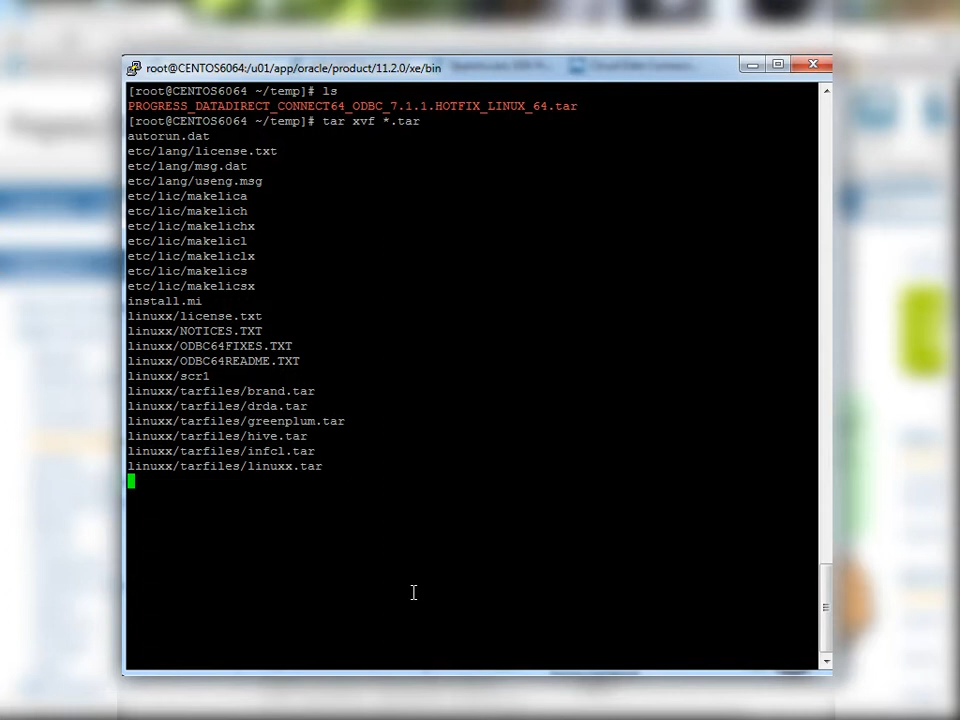 root@CENTOS6064:/u01/app/oracle/product/11.2.0/xe/bin
[root@CENTOS6064 ~/temp]# ls
PROGRESS_DATADIRECT_CONNECT64_ODBC_7.1.1.HOTFIX_LINUX_64.tar
[root@CENTOS6064 ~/temp]# tar xvf *.tar
autorun.dat
etc/lang/license.txt
etc/lang/msg.dat
etc/lang/useng.msg
etc/lic/makelica
etc/lic/makelich
etc/lic/makelichx
etc/lic/makelicl
etc/lic/makeliclx
etc/lic/makelics
etc/lic/makelicsx
install.mi
linuxx/license.txt
linuxx/NOTICES.TXT
linuxx/ODBC64FIXES.TXT
linuxx/ODBC64README.TXT
linuxx/scr1
linuxx/tarfiles/brand.tar
linuxx/tarfiles/drda.tar
linuxx/tarfiles/greenplum.tar
linuxx/tarfiles/hive.tar
linuxx/tarfiles/infcl.tar
linuxx/tarfiles/linuxx.tar